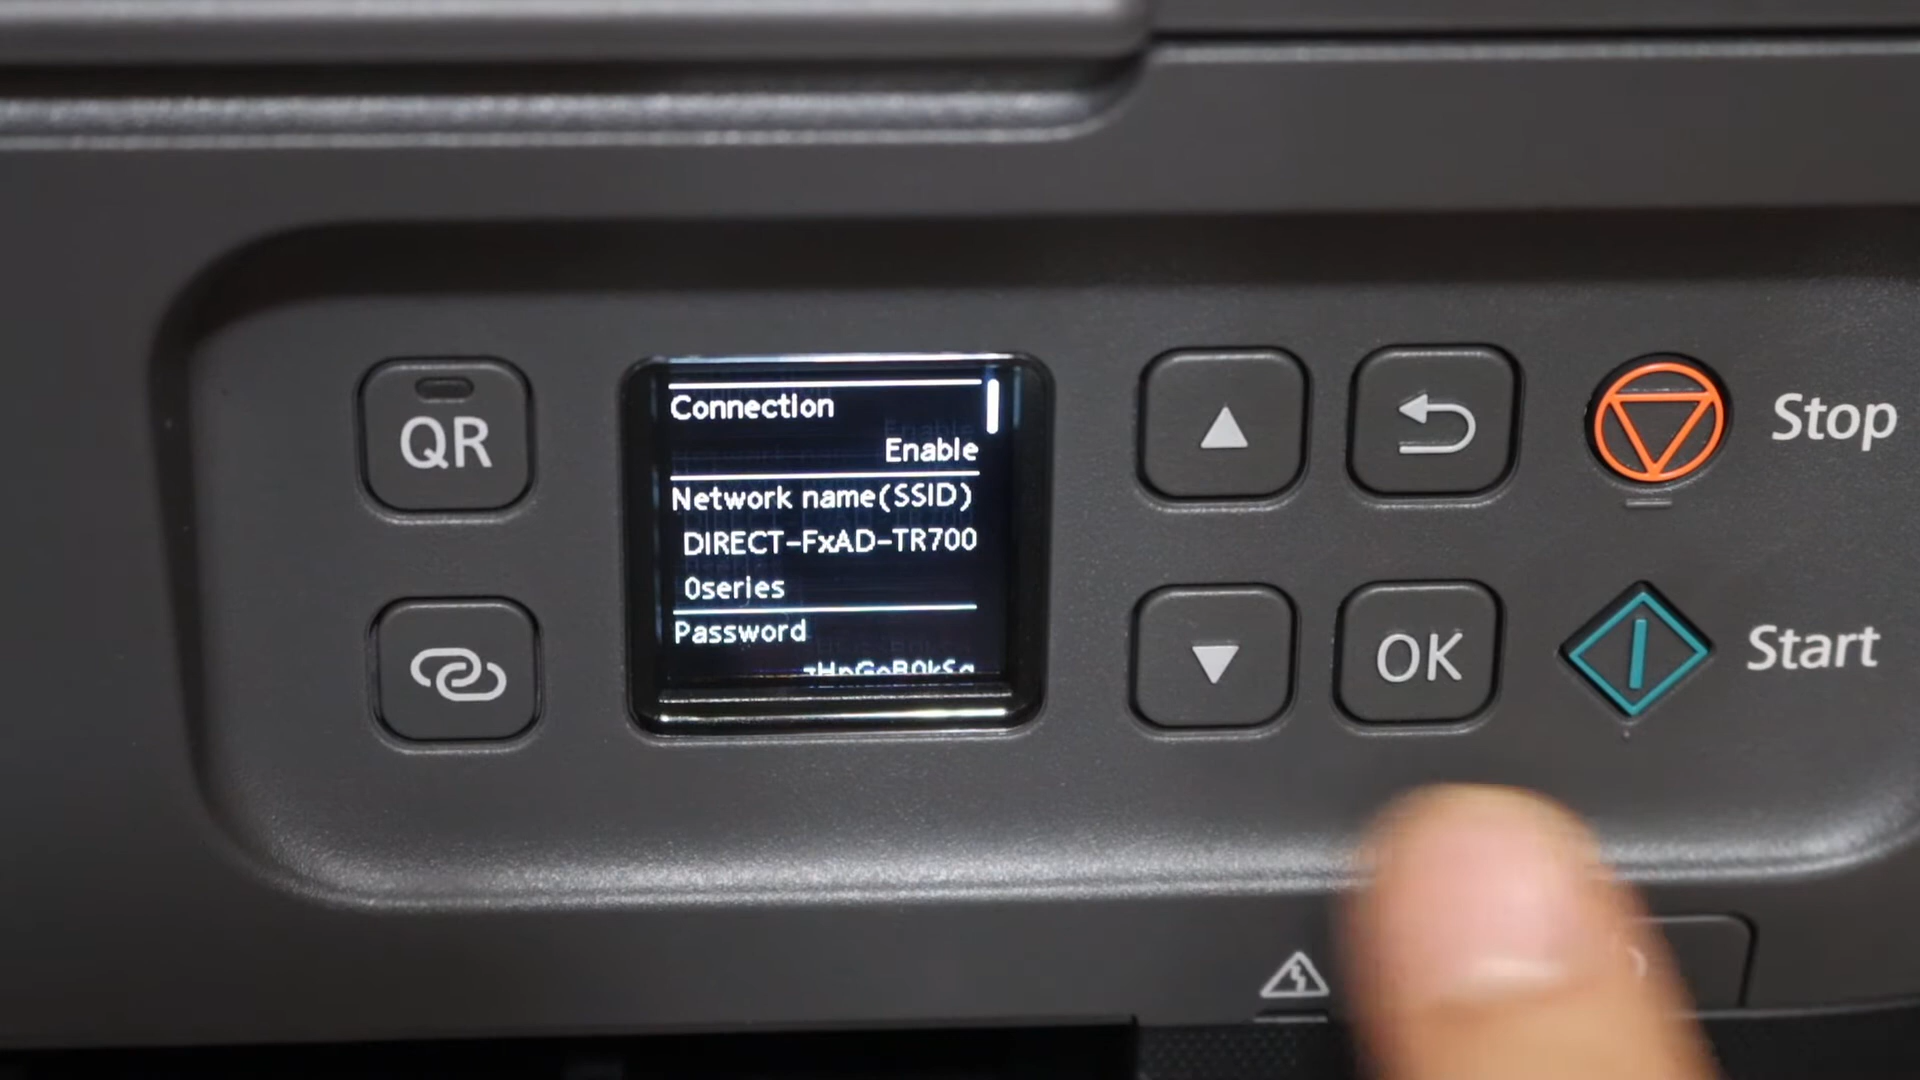 QR
Connection
Enable
Network name(SSID)
DIRECT-FxAD-TR700
0series
Password
OK
Stop
Start